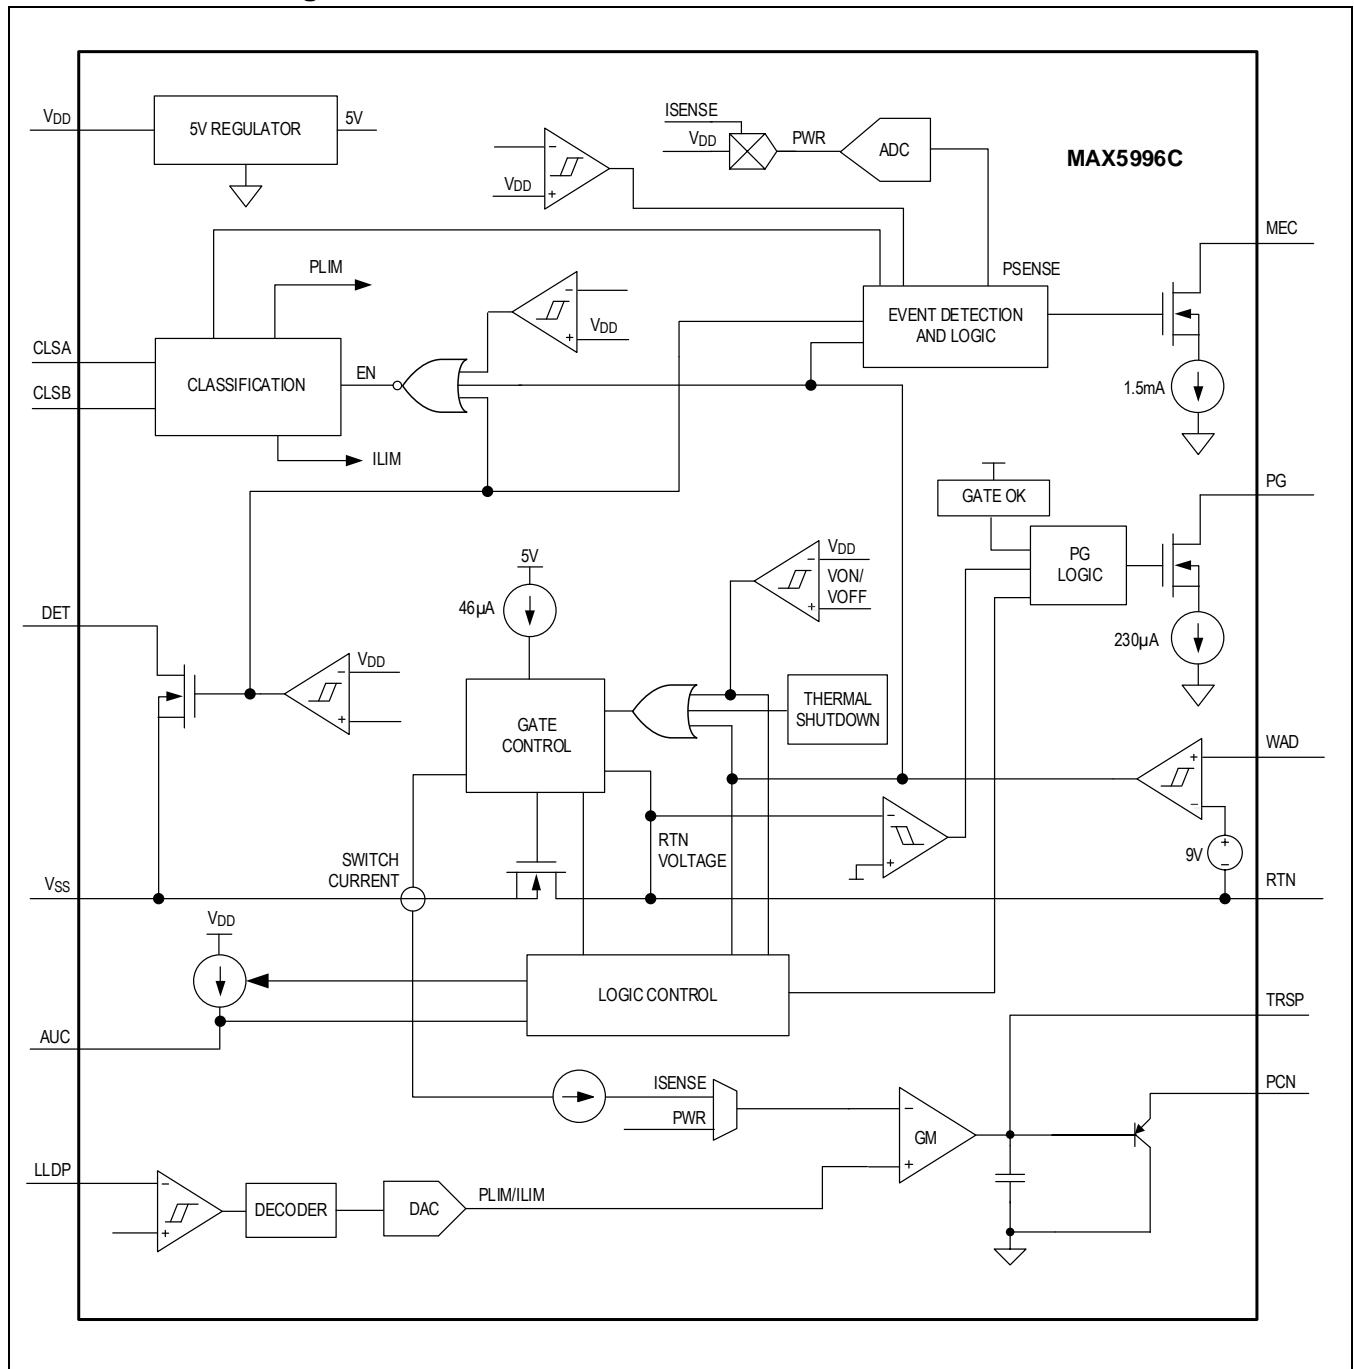 VDD
5V REGULATOR
5V
ISENSE
VDD
PWR
ADC
MAX5996C
VDD
MEC
PLIM
PSENSE
EVENT DETECTION
AND LOGIC
VDD
CLSA
CLASSIFICATION
EN
CLSB
1.5mA
ILIM
GATE OK
PG
5V
VDD
VON/
VOFF
PG
LOGIC
46µA
DET
230µA
VDD
THERMAL
SHUTDOWN
GATE
CONTROL
WAD
RTN
VOLTAGE
9V
SWITCH
CURRENT
VSS
RTN
VDD
LOGIC CONTROL
TRSP
AUC
ISENSE
PWR
PCN
GM
LLDP
DECODER
DAC
PLIM/ILIM